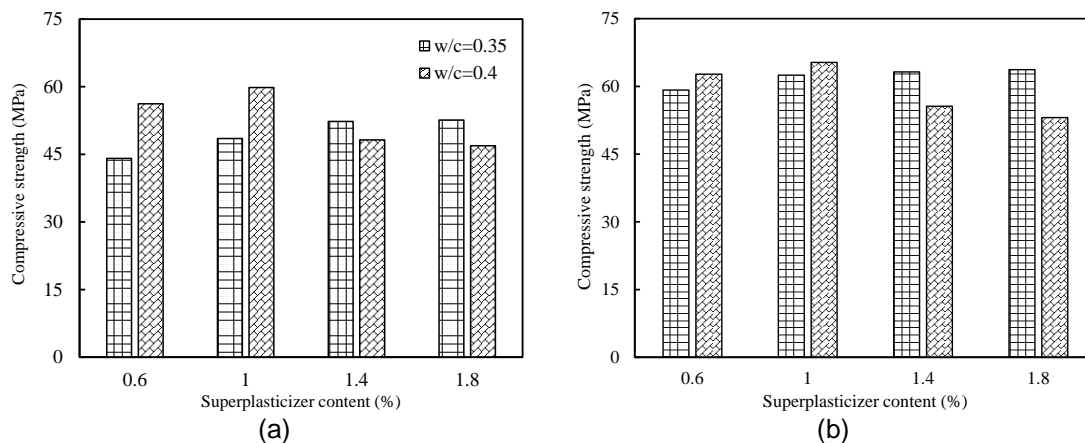 75
60
45
30
15
0
Compressive strength (MPa)
w/c=0.35
w/c=0.4
0.6 1 1.4 1.8
Superplasticizer content (%)
(a)
75
60
45
30
15
0
Compressive strength (MPa)
0.6 1 1.4 1.8
Superplasticizer content (%)
(b)